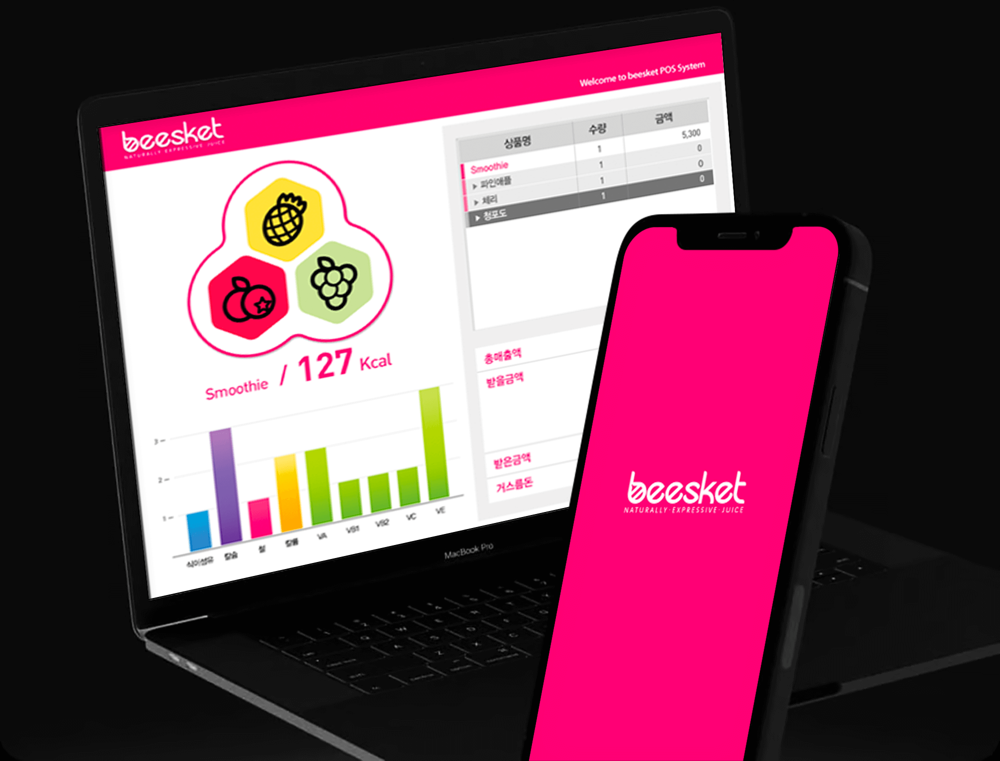 beesket
NATURALLY·EXPRESSIVE·JUICE
Welcome to beesket POS System
상품명 수량 금액
Smoothie 1 5,300
▶ 파인애플 1 0
▶ 체리 1 0
▶ 청포도 1 0
Smoothie / 127 Kcal
3
2
1
식이섬유 칼슘 철 칼륨 VA VB1 VB2 VC VE
총매출액
받을금액
받은금액
거스름돈
MacBook Pro
beesket
NATURALLY·EXPRESSIVE·JUICE